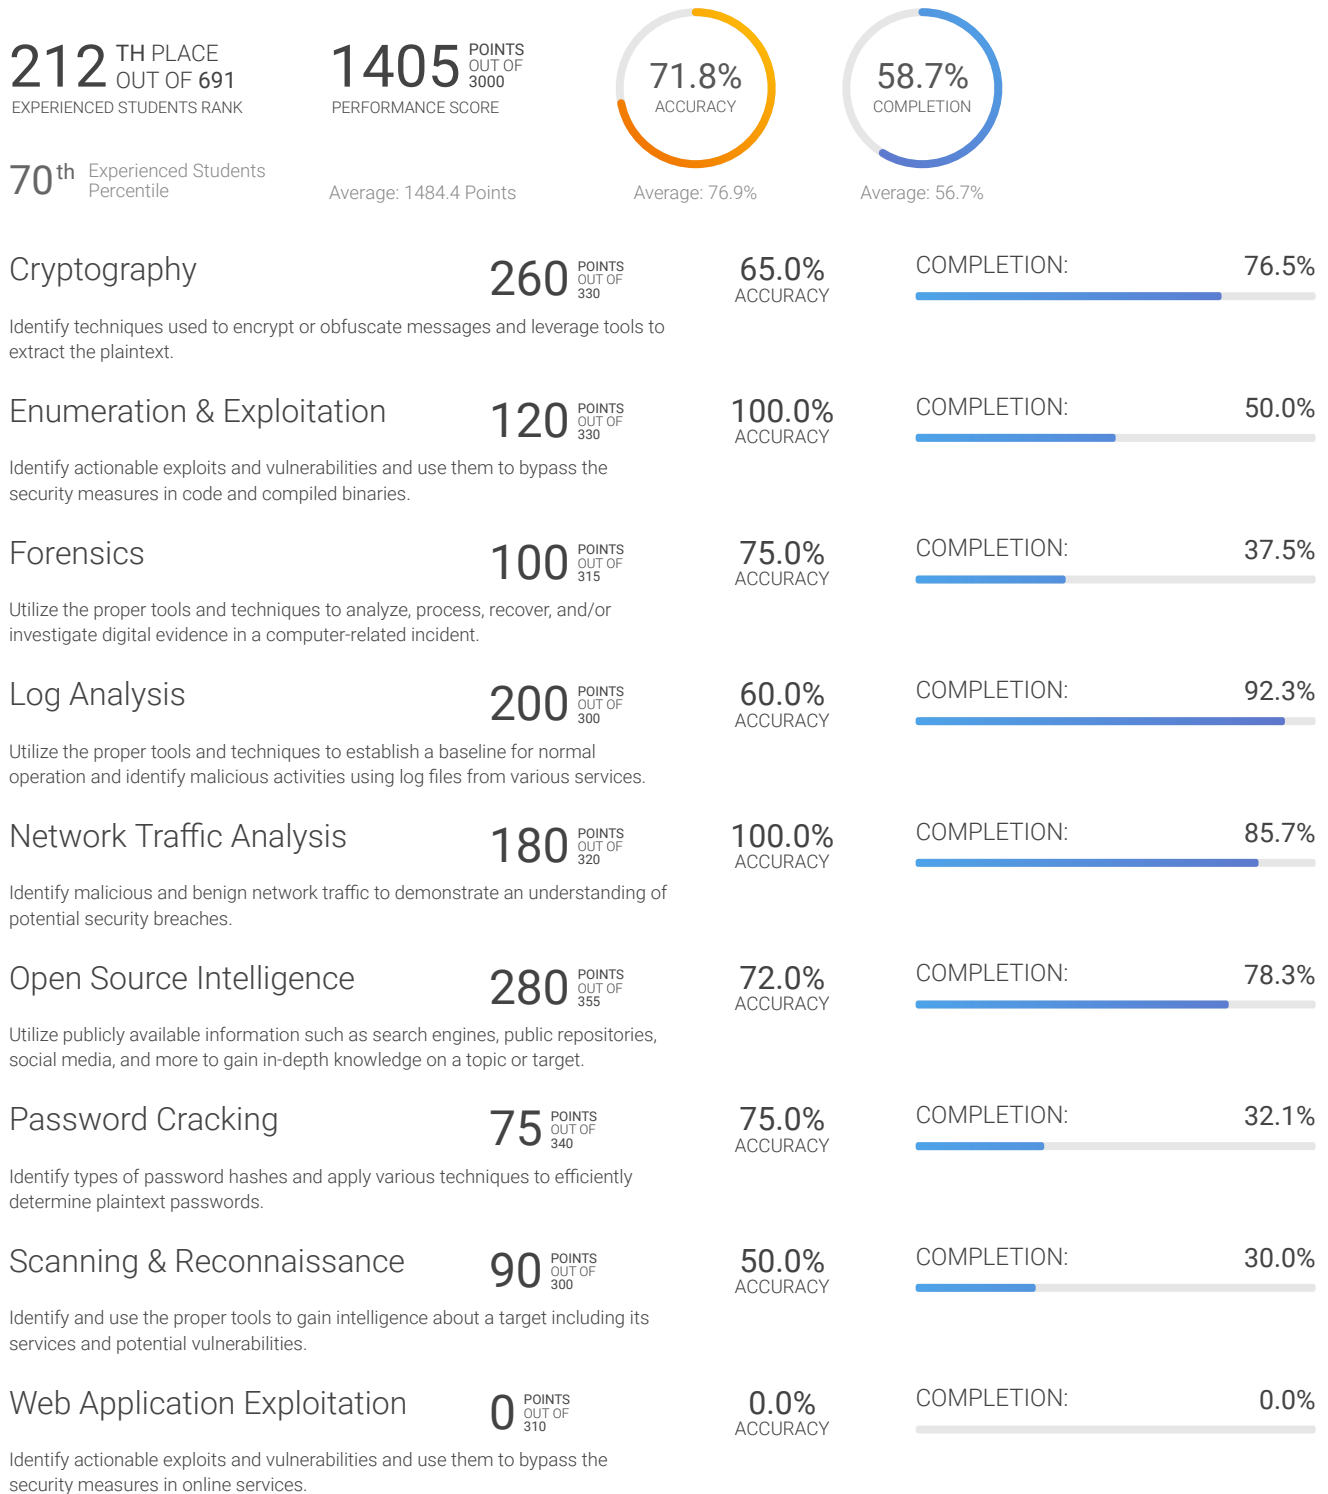 212 TH PLACE
OUT OF 691
EXPERIENCED STUDENTS RANK
1405 POINTS
OUT OF
3000
PERFORMANCE SCORE
71.8%
ACCURACY
58.7%
COMPLETION
70th Experienced Students
Percentile
Average: 1484.4 Points
Average: 76.9%
Average: 56.7%
Cryptography
260 POINTS
OUT OF
330
65.0%
ACCURACY
COMPLETION: 76.5%
Identify techniques used to encrypt or obfuscate messages and leverage tools to
extract the plaintext.
Enumeration & Exploitation
120 POINTS
OUT OF
330
100.0%
ACCURACY
COMPLETION: 50.0%
Identify actionable exploits and vulnerabilities and use them to bypass the
security measures in code and compiled binaries.
Forensics
100 POINTS
OUT OF
315
75.0%
ACCURACY
COMPLETION: 37.5%
Utilize the proper tools and techniques to analyze, process, recover, and/or
investigate digital evidence in a computer-related incident.
Log Analysis
200 POINTS
OUT OF
300
60.0%
ACCURACY
COMPLETION: 92.3%
Utilize the proper tools and techniques to establish a baseline for normal
operation and identify malicious activities using log files from various services.
Network Traffic Analysis
180 POINTS
OUT OF
320
100.0%
ACCURACY
COMPLETION: 85.7%
Identify malicious and benign network traffic to demonstrate an understanding of
potential security breaches.
Open Source Intelligence
280 POINTS
OUT OF
355
72.0%
ACCURACY
COMPLETION: 78.3%
Utilize publicly available information such as search engines, public repositories,
social media, and more to gain in-depth knowledge on a topic or target.
Password Cracking
75 POINTS
OUT OF
340
75.0%
ACCURACY
COMPLETION: 32.1%
Identify types of password hashes and apply various techniques to efficiently
determine plaintext passwords.
Scanning & Reconnaissance
90 POINTS
OUT OF
300
50.0%
ACCURACY
COMPLETION: 30.0%
Identify and use the proper tools to gain intelligence about a target including its
services and potential vulnerabilities.
Web Application Exploitation
0 POINTS
OUT OF
310
0.0%
ACCURACY
COMPLETION: 0.0%
Identify actionable exploits and vulnerabilities and use them to bypass the
security measures in online services.